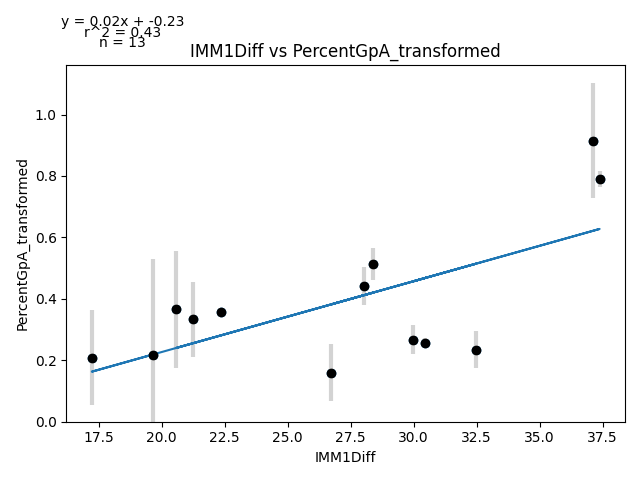 y = 0.02x + -0.23
r^2 = 0.43
n = 13
IMM1Diff vs PercentGpA_transformed
1.0
0.8
0.6
0.4
0.2
0.0
PercentGpA_transformed
17.5 20.0 22.5 25.0 27.5 30.0 32.5 35.0 37.5
IMM1Diff